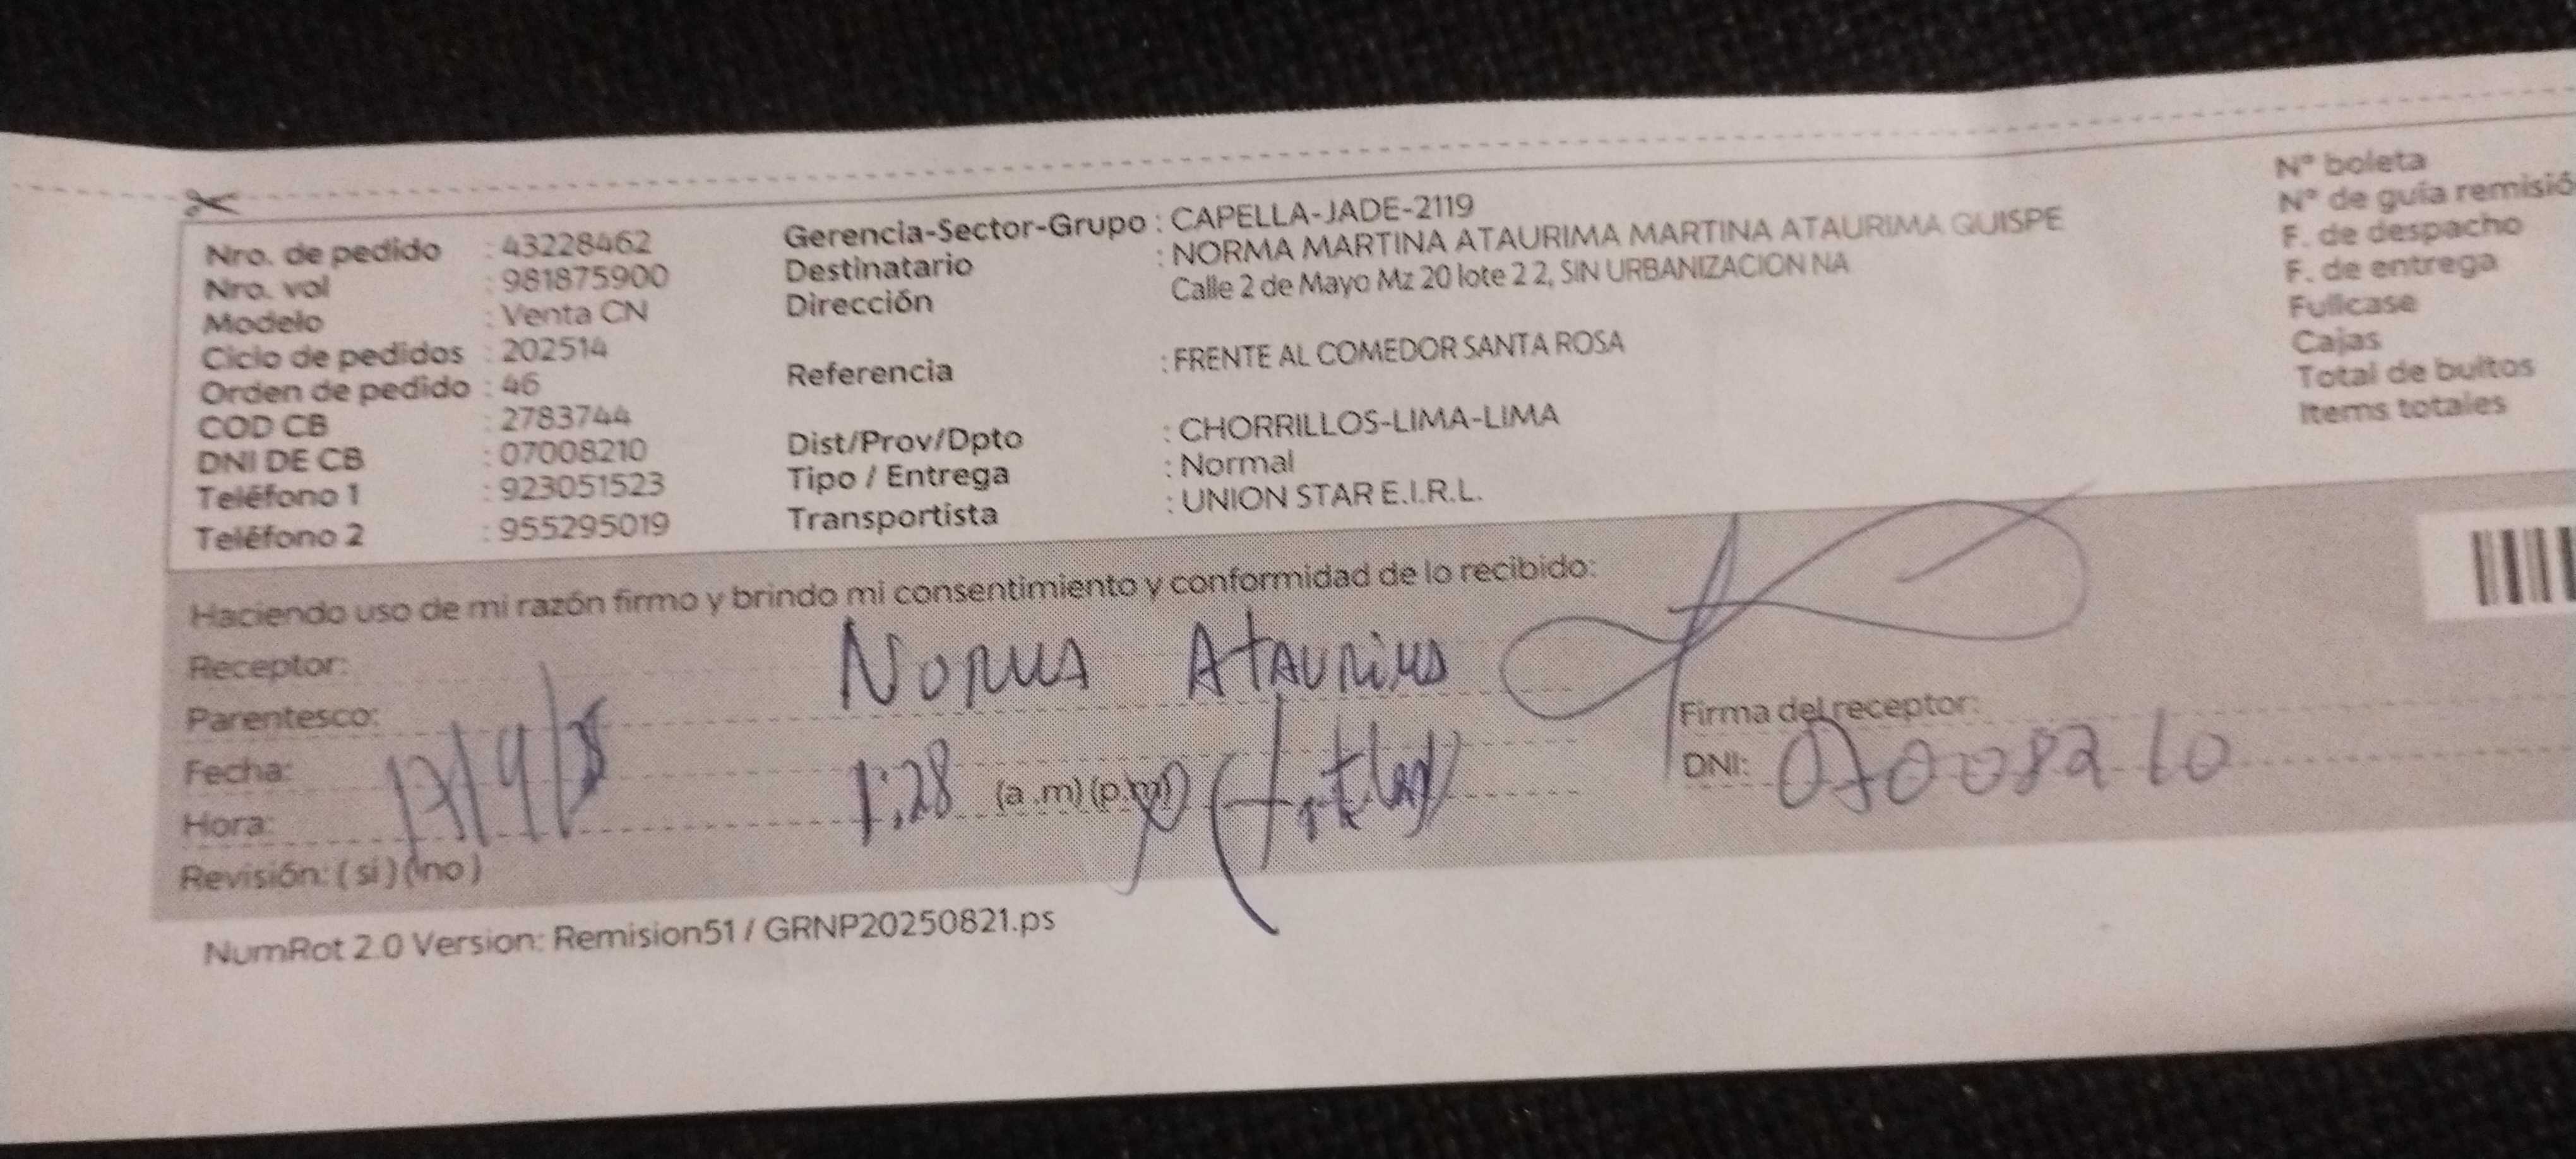 Nro. de pedido : 43228462
Nro. vol : 981875900
Modelo : Venta CN
Ciclo de pedidos : 202514
Orden de pedido : 46
COD CB : 2783744
DNI DE CB : 07008210
Teléfono 1 : 923051523
Teléfono 2 : 955295019
Gerencia-Sector-Grupo : CAPELLA-JADE-2119
Destinatario : NORMA MARTINA ATAURIMA MARTINA ATAURIMA QUISPE
Dirección Calle 2 de Mayo Mz 20 lote 2 2, SIN URBANIZACION NA
Referencia : FRENTE AL COMEDOR SANTA ROSA
Dist/Prov/Dpto : CHORRILLOS-LIMA-LIMA
Tipo / Entrega : Normal
Transportista : UNION STAR E.I.R.L.
N° boleta
N° de guía remisió
F. de despacho
F. de entrega
Fullcase
Cajas
Total de bultos
Items totales
Haciendo uso de mi razón firmo y brindo mi consentimiento y conformidad de lo recibido:
Receptor: Norma Ataurima
Parentesco:
Fecha:
Hora: 1:28 (a .m) (p.m)
Revisión: ( si ) ( no )
Firma del receptor:
DNI: 07008210
NumRot 2.0 Version: Remision51 / GRNP20250821.ps